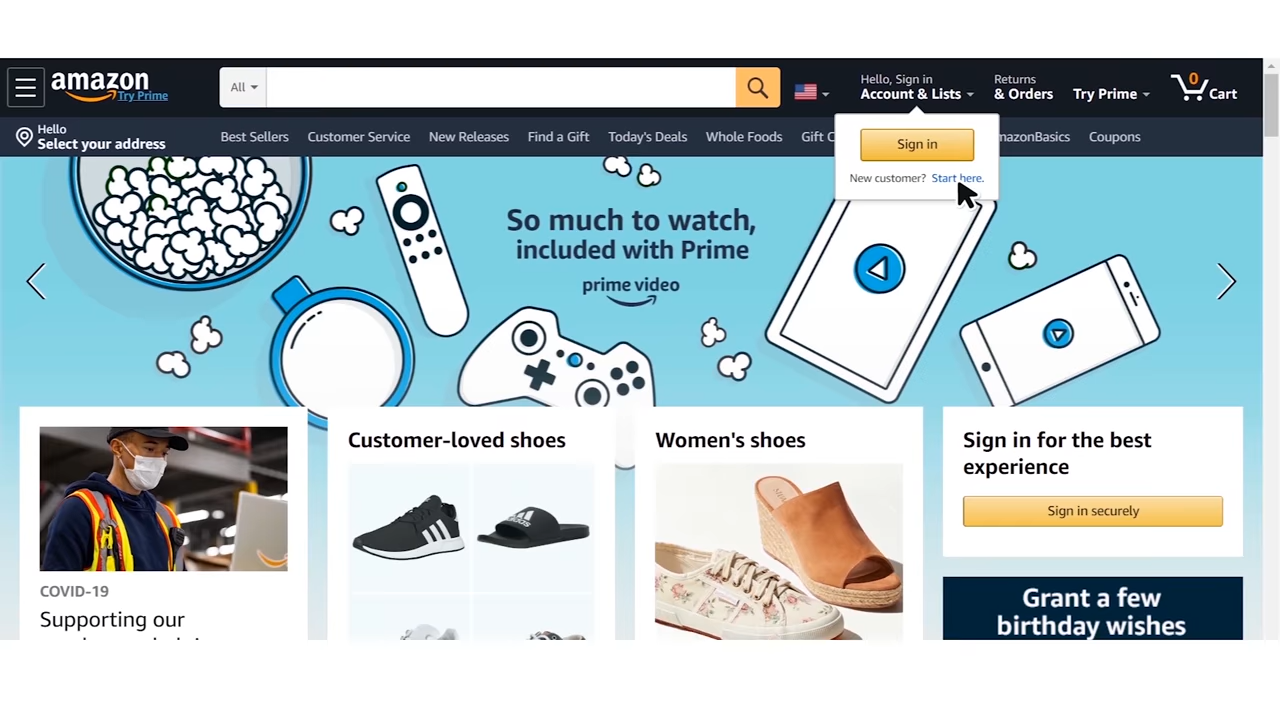 amazon
Try Prime
All
Hello, Sign in
Account & Lists
Returns
& Orders
Try Prime
0
Cart
Hello
Select your address
Best Sellers
Customer Service
New Releases
Find a Gift
Today's Deals
Whole Foods
Gift C
mazonBasics
Coupons
Sign in
New customer? Start here.
So much to watch,
included with Prime
prime video
Customer-loved shoes
Women's shoes
Sign in for the best
experience
Sign in securely
adidas
COVID-19
Supporting our
Grant a few
birthday wishes